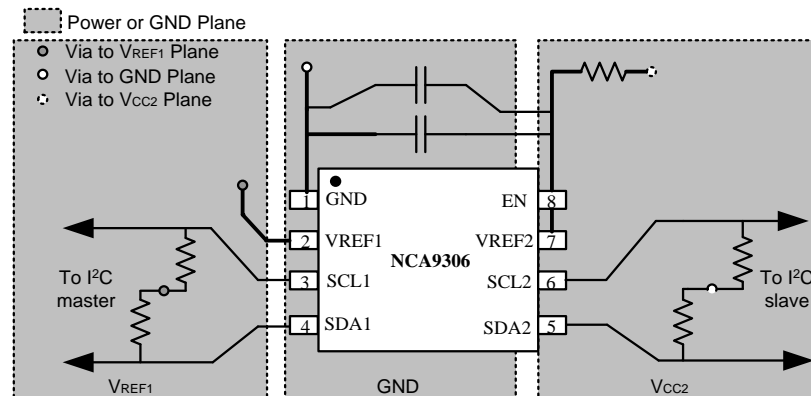 Power or GND Plane
Via to VREF1 Plane
Via to GND Plane
Via to VCC2 Plane
1 GND
2 VREF1
3 SCL1
4 SDA1
NCA9306
EN 8
VREF2 7
SCL2 6
SDA2 5
To I²C
master
To I²C
slave
VREF1
GND
VCC2